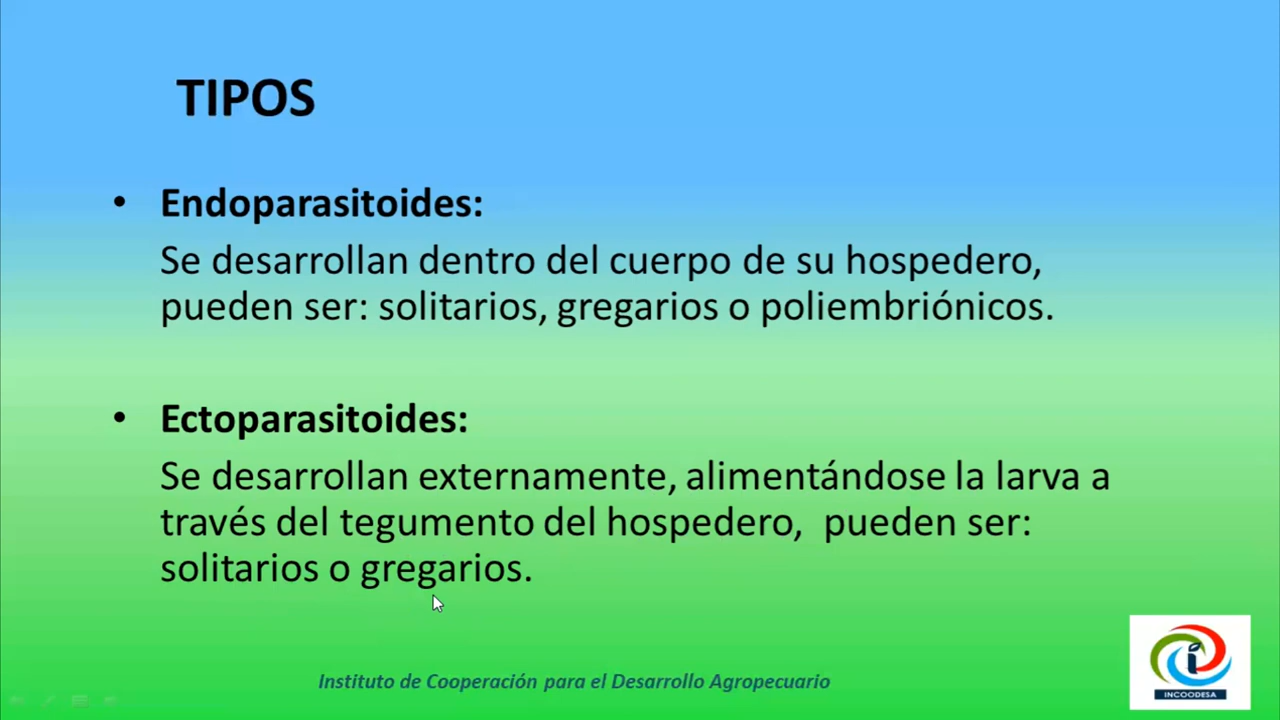 TIPOS
• Endoparasitoides:
Se desarrollan dentro del cuerpo de su hospedero,
pueden ser: solitarios, gregarios o poliembriónicos.
• Ectoparasitoides:
Se desarrollan externamente, alimentándose la larva a
través del tegumento del hospedero,  pueden ser:
solitarios o gregarios.
Instituto de Cooperación para el Desarrollo Agropecuario
INCOODESA